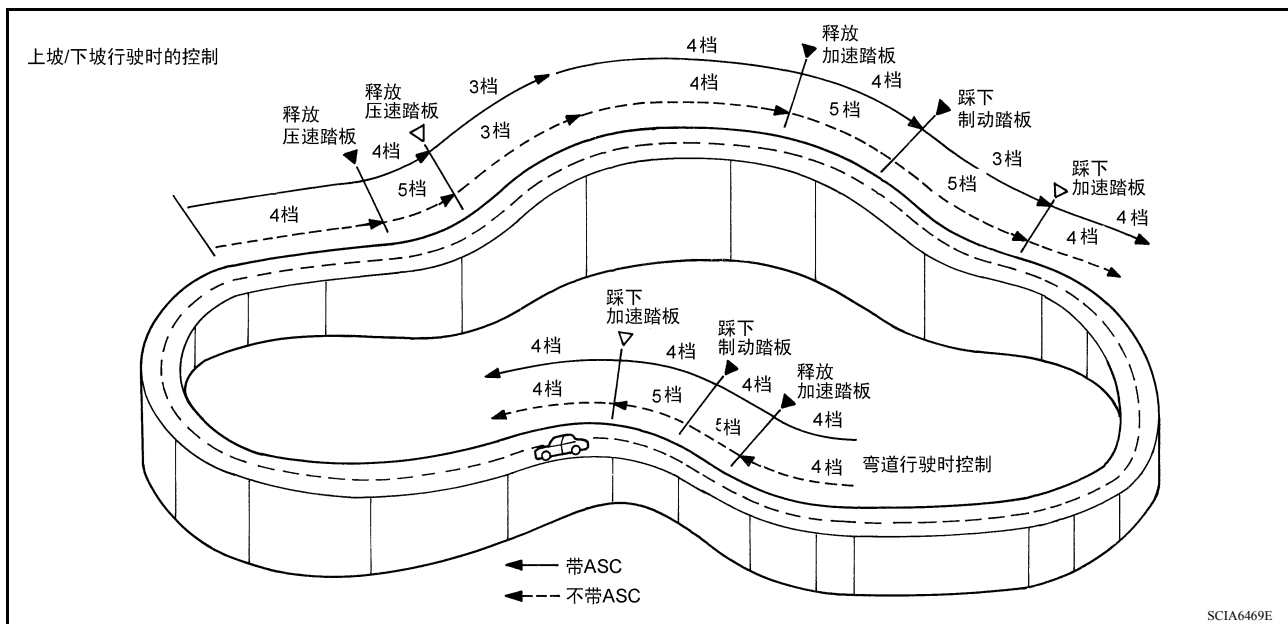 上坡/下坡行驶时的控制
释放
压速踏板
释放
压速踏板
4档
释放
加速踏板
3档
4档
4档
踩下
制动踏板
4档
3档
5档
3档
踩下
加速踏板
4档
5档
5档
4档
4档
4档
踩下
加速踏板
踩下
制动踏板
释放
加速踏板
4档
4档
4档
4档
4档
5档
5档
4档
弯道行驶时控制
带ASC
不带ASC
SCIA6469E